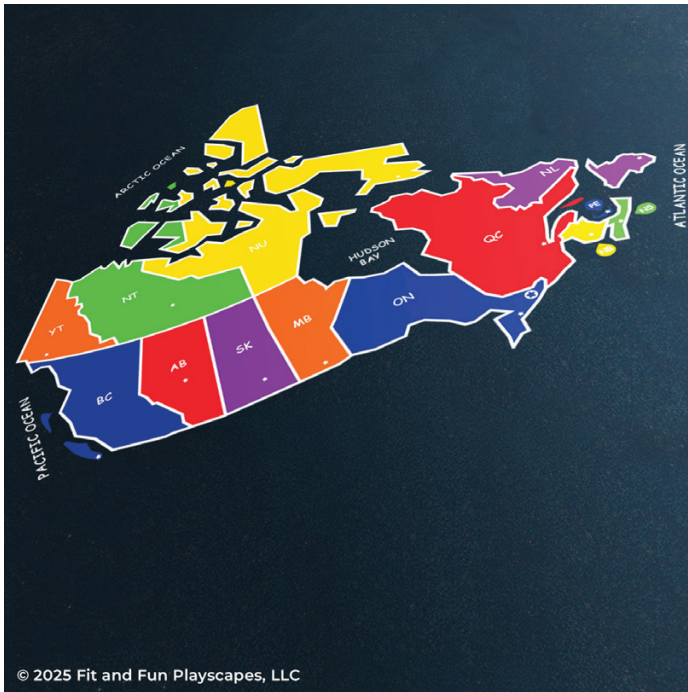 ARCTIC OCEAN
ATLANTIC OCEAN
NL
PE
NS
NB
QC
NU
HUDSON
BAY
NT
YT
ON
MB
SK
AB
BC
PACIFIC OCEAN
© 2025 Fit and Fun Playscapes, LLC